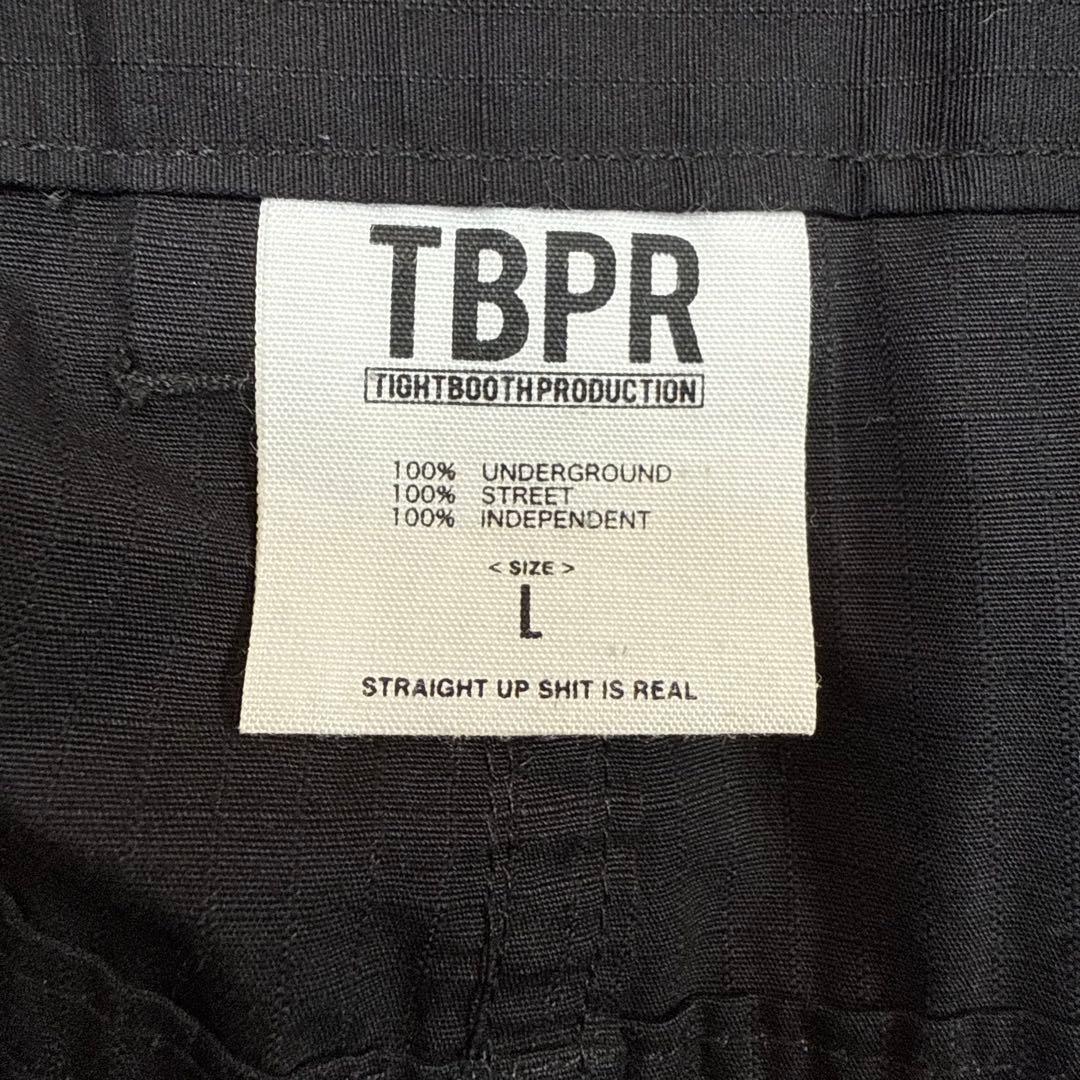 TBPR
TIGHTBOOTHPRODUCTION
100% UNDERGROUND
100% STREET
100% INDEPENDENT
< SIZE >
L
STRAIGHT UP SHIT IS REAL